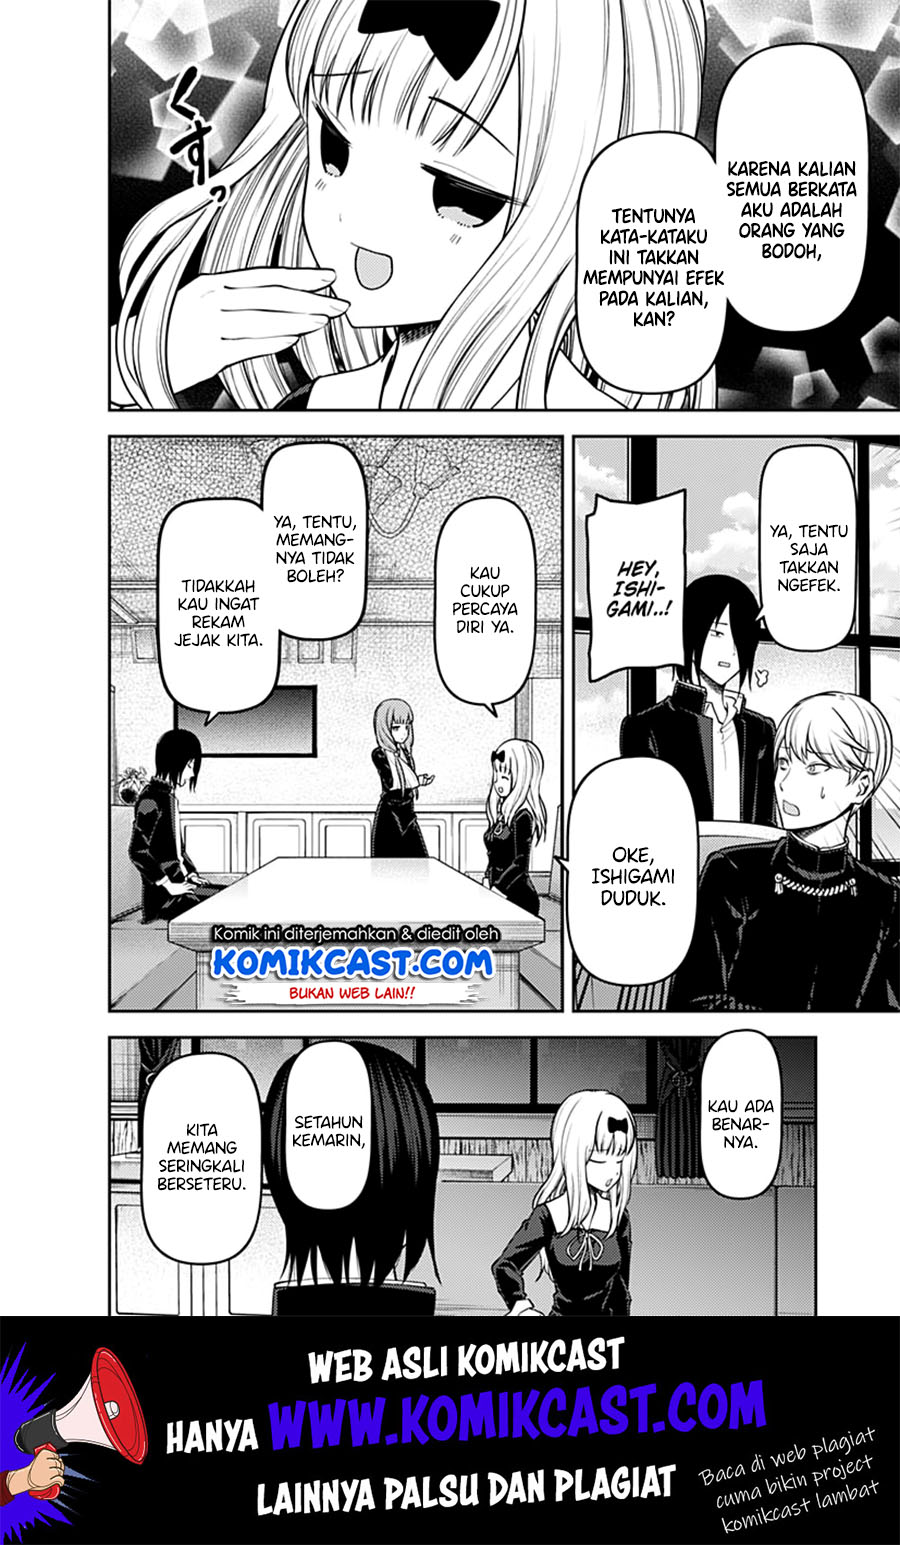 KARENA KALIAN
SEMUA BERKATA
AKU ADALAH
ORANG YANG
BODOH,
TENTUNYA
KATA-KATAKU
INI TAKKAN
MEMPUNYAI EFEK
PADA KALIAN,
KAN?
くすっ
YA, TENTU
SAJA
TAKKAN
NGEFEK.
HEY,
ISHI-
GAMI..!
OKE,
ISHIGAMI
DUDUK.
KAU
CUKUP
PERCAYA
DIRI YA.
YA, TENTU,
MEMANG-
NYA TIDAK
BOLEH?
TIDAKKAH
KAU INGAT
REKAM
JEJAK KITA.
Komik ini diterjemahkan & diedit oleh
KOMIKCAST.COM
BUKAN WEB LAIN!!
KAU ADA
BENAR-
NYA.
SETAHUN
KEMARIN,
KITA
MEMANG
SERINGKALI
BERSETERU.
WEB ASLI KOMIKCAST
HANYA WWW.KOMIKCAST.COM
LAINNYA PALSU DAN PLAGIAT
Baca di web plagiat
cuma bikin project
komikcast lambat